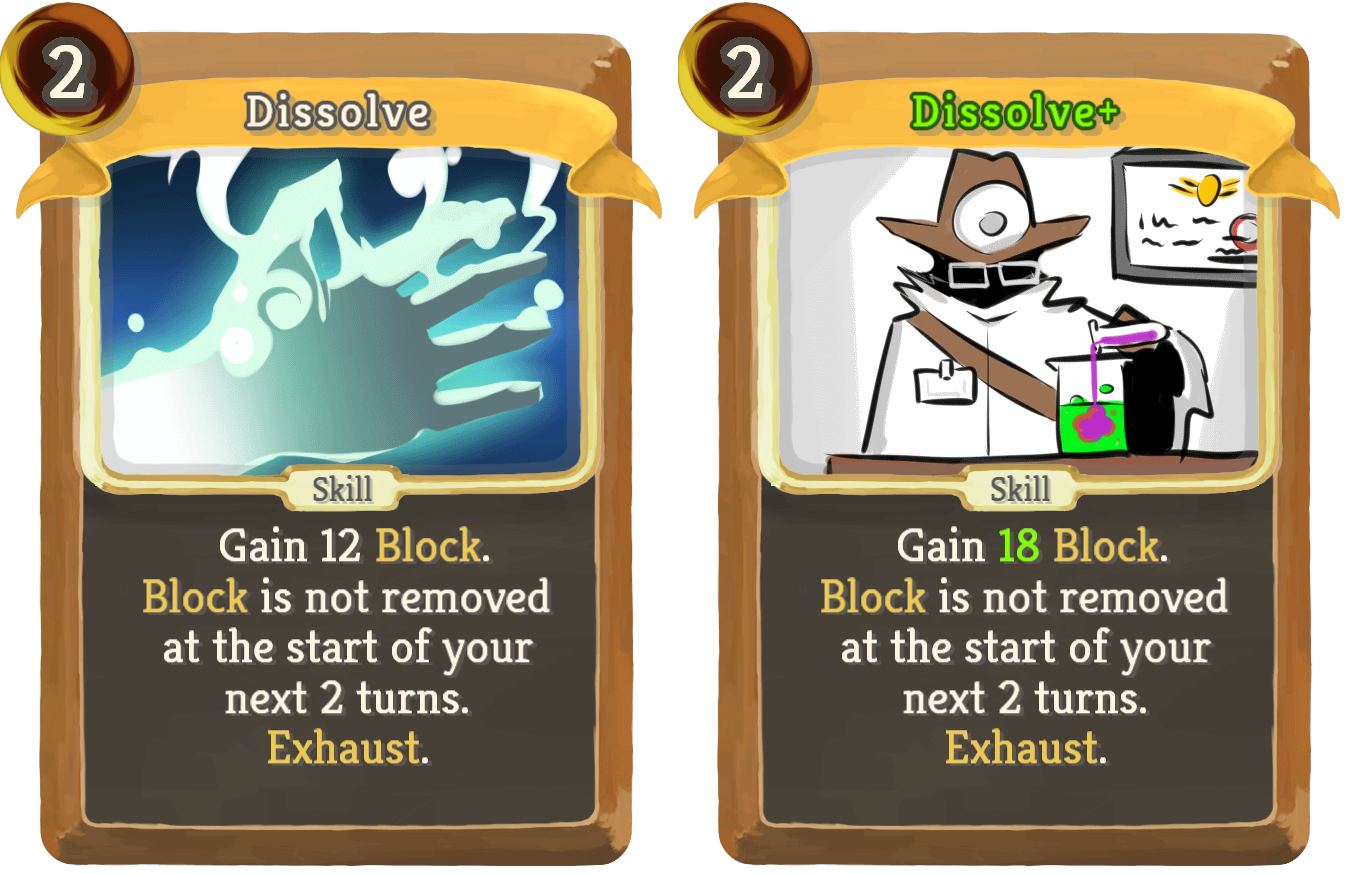 2
Dissolve
Skill
Gain 12 Block.
Block is not removed
at the start of your
next 2 turns.
Exhaust.
2
Dissolve+
Skill
Gain 18 Block.
Block is not removed
at the start of your
next 2 turns.
Exhaust.